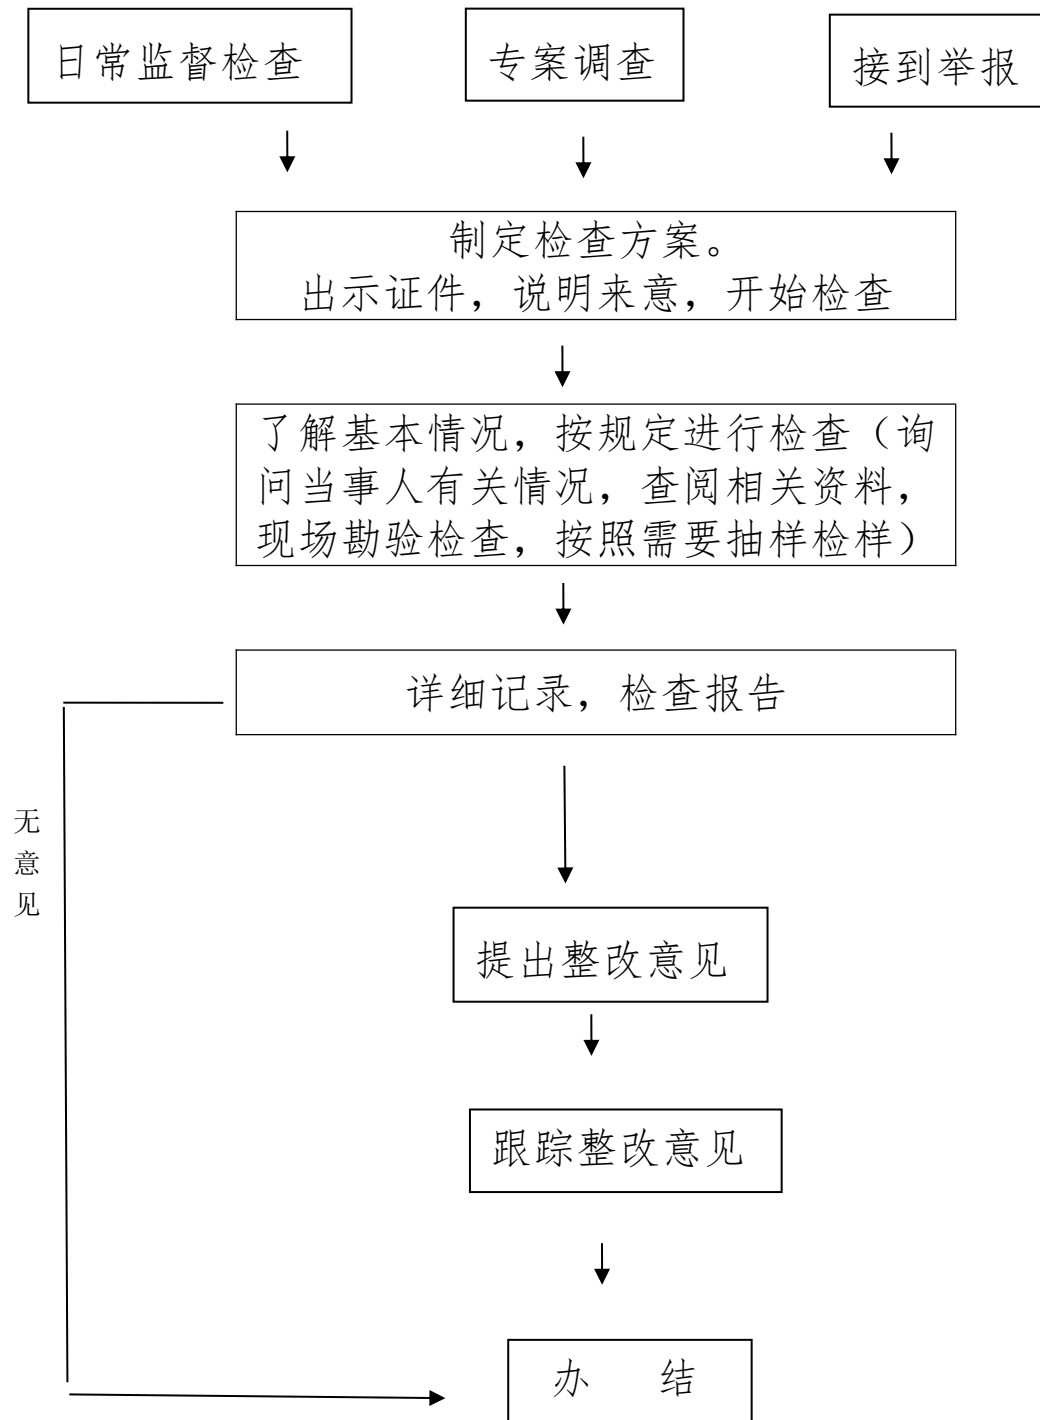 日常监督检查
专案调查
接到举报
制定检查方案。
出示证件，说明来意，开始检查
了解基本情况，按规定进行检查（询
问当事人有关情况，查阅相关资料，
现场勘验检查，按照需要抽样检样）
详细记录，检查报告
无
意
见
提出整改意见
跟踪整改意见
办 结